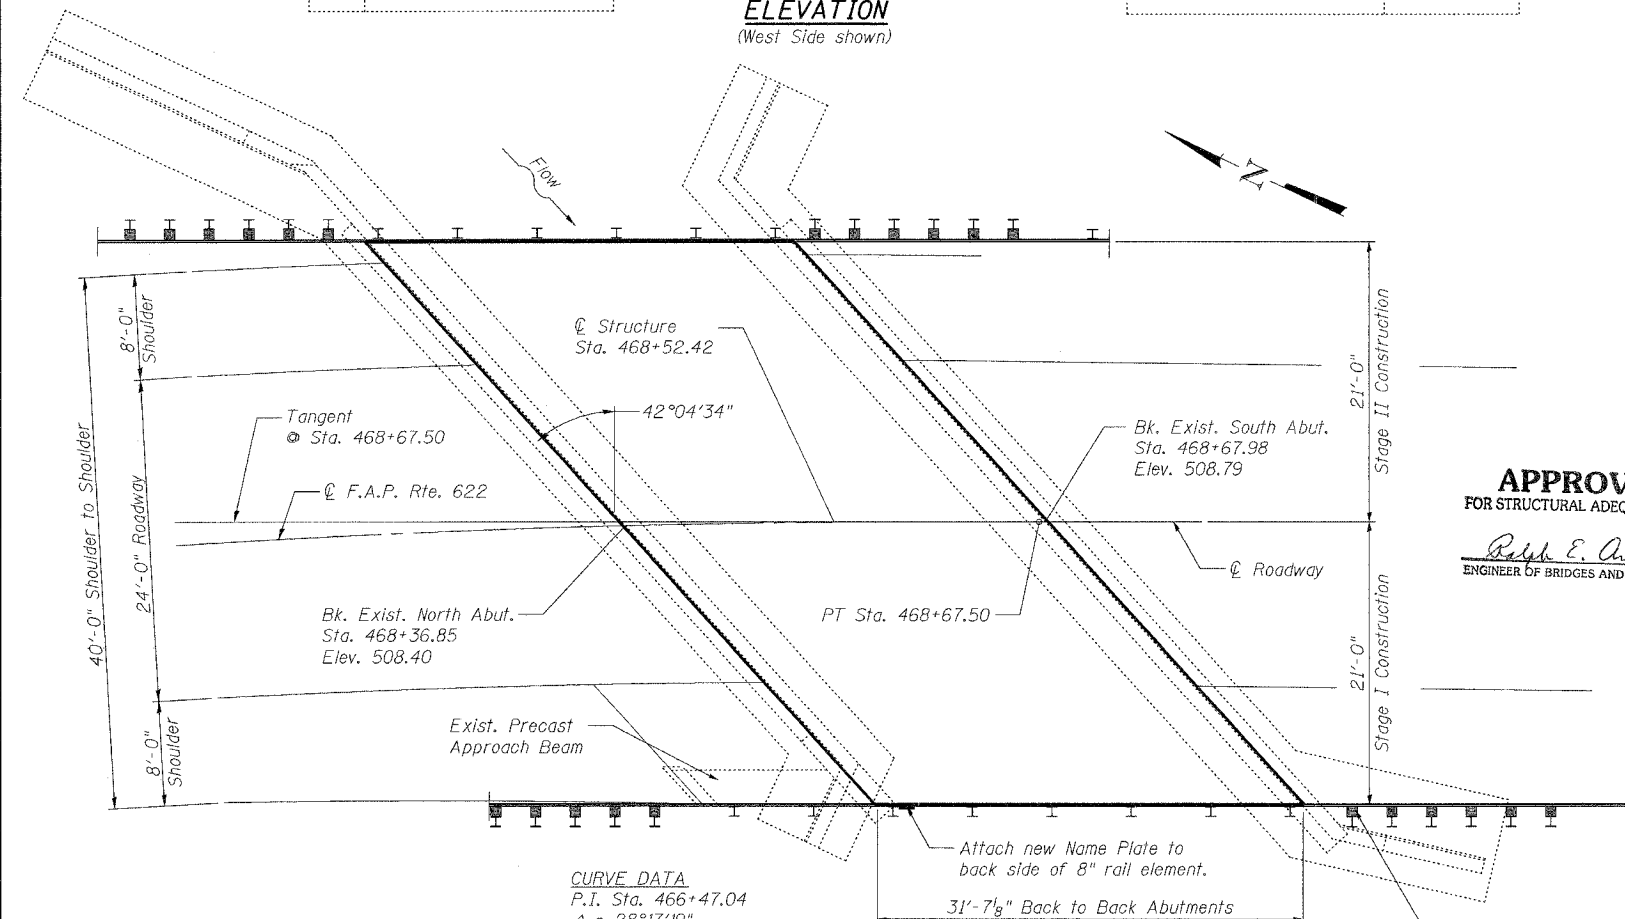 ELEVATION
(West Side shown)
Flow
N
8'-0"
Shoulder
24'-0" Roadway
8'-0"
Shoulder
40'-0" Shoulder to Shoulder
℄ Structure
Sta. 468+52.42
42°04'34"
Tangent
@ Sta. 468+67.50
℄ F.A.P. Rte. 622
Bk. Exist. South Abut.
Sta. 468+67.98
Elev. 508.79
21'-0"
Stage II Construction
21'-0"
Stage I Construction
APPROV
FOR STRUCTURAL ADEQ
Ralph E.
ENGINEER OF BRIDGES AND
℄ Roadway
PT Sta. 468+67.50
Bk. Exist. North Abut.
Sta. 468+36.85
Elev. 508.40
Exist. Precast
Approach Beam
Attach new Name Plate to
back side of 8" rail element.
31'-7⅛" Back to Back Abutments
CURVE DATA
P.I. Sta. 466+47.04